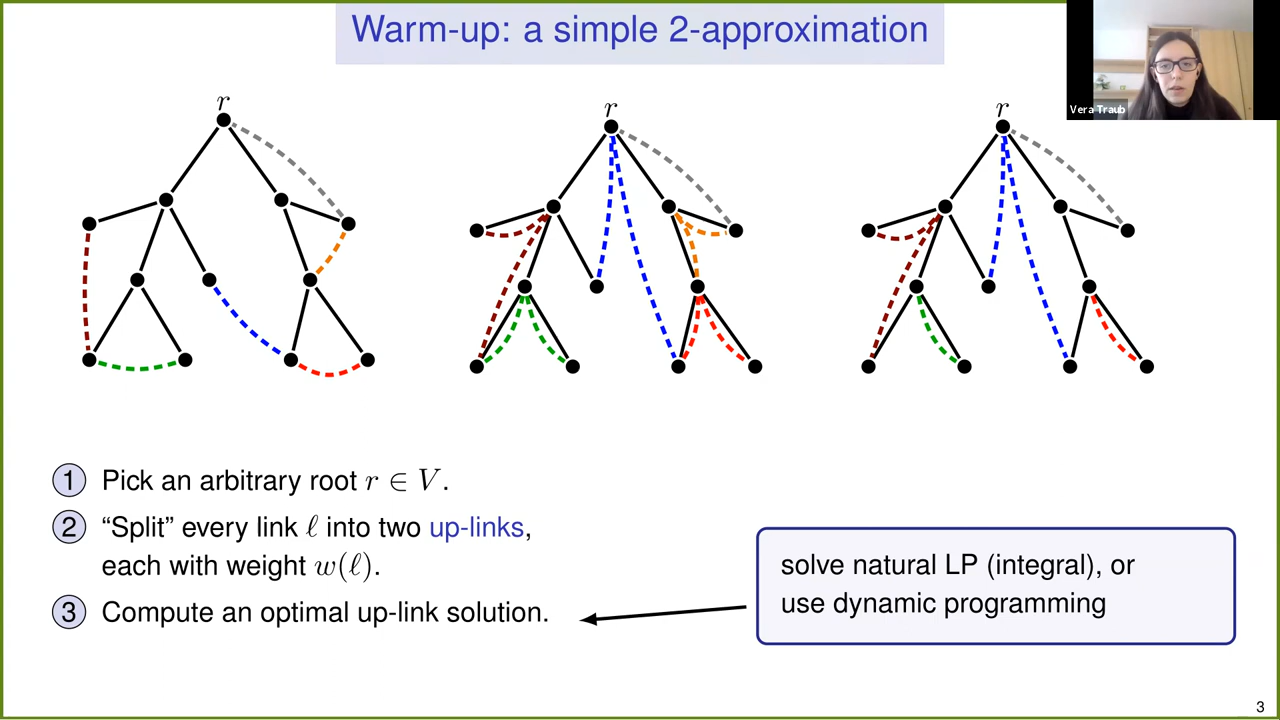 Warm-up: a simple 2-approximation
Vera Traub
r
r
r
1 Pick an arbitrary root r ∈ V.
2 “Split” every link ℓ into two up-links,
each with weight w(ℓ).
3 Compute an optimal up-link solution.
solve natural LP (integral), or
use dynamic programming
3